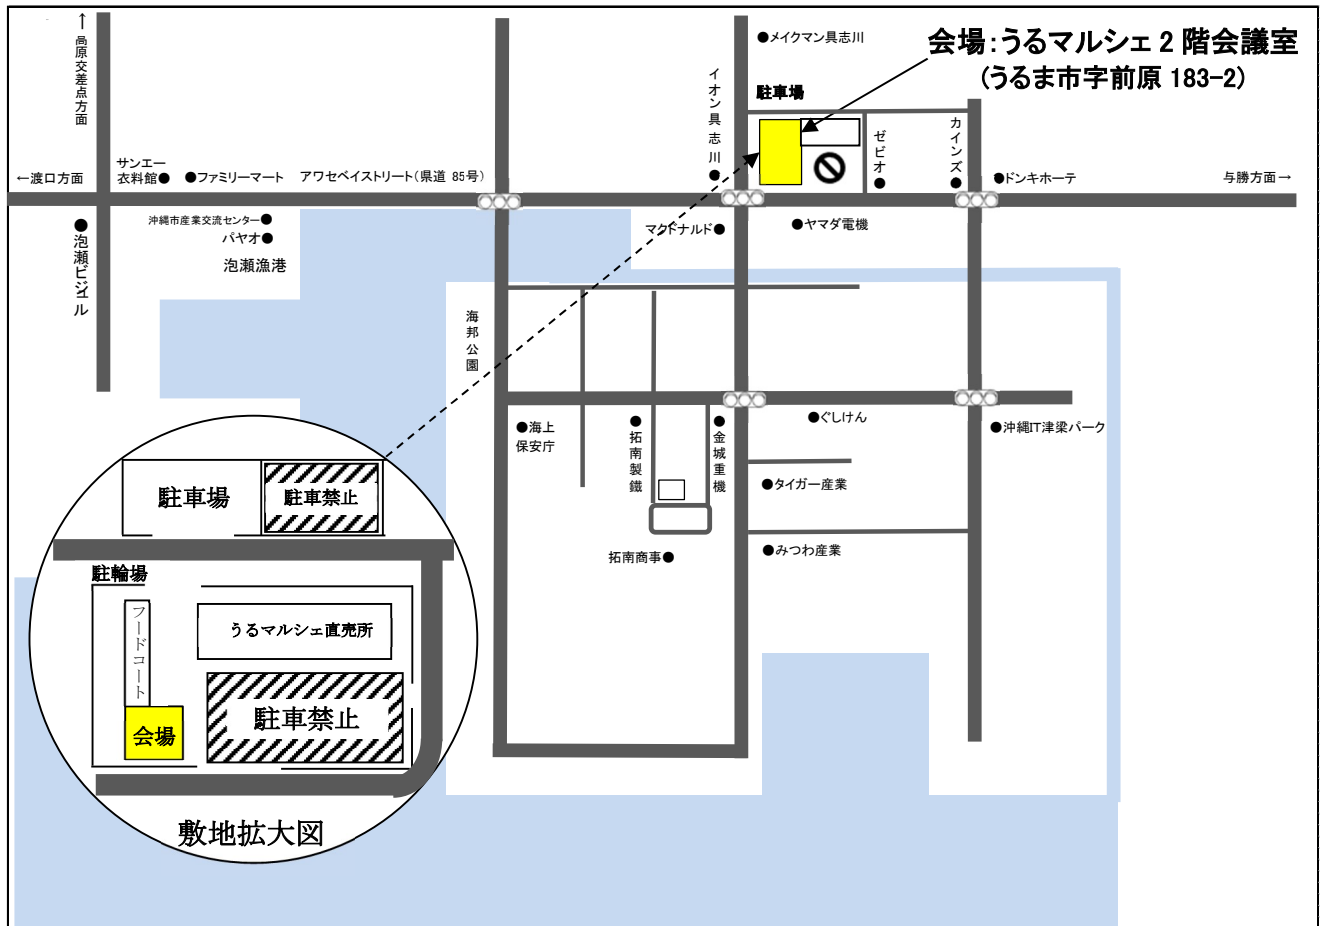 会場：うるマルシェ２階会議室
(うるま市字前原 183-2)
←高原交差点方面
●メイクマン具志川
駐車場
イオン具志川●
ゼビオ●
カインズ●
サンエー
衣料館●
●ファミリーマート
アワセベイストリート(県道 85号)
←渡口方面
●ドンキホーテ
与勝方面→
沖縄市産業交流センター●
パヤオ●
泡瀬漁港
●泡瀬ビジュル
マクドナルド●
●ヤマダ電機
海邦公園
●海上
保安庁
●拓南製鐵
●金城重機
●ぐしけん
●沖縄IT津梁パーク
●タイガー産業
拓南商事●
●みつわ産業
駐車場
駐車禁止
駐輪場
フードコート
うるマルシェ直売所
駐車禁止
会場
敷地拡大図